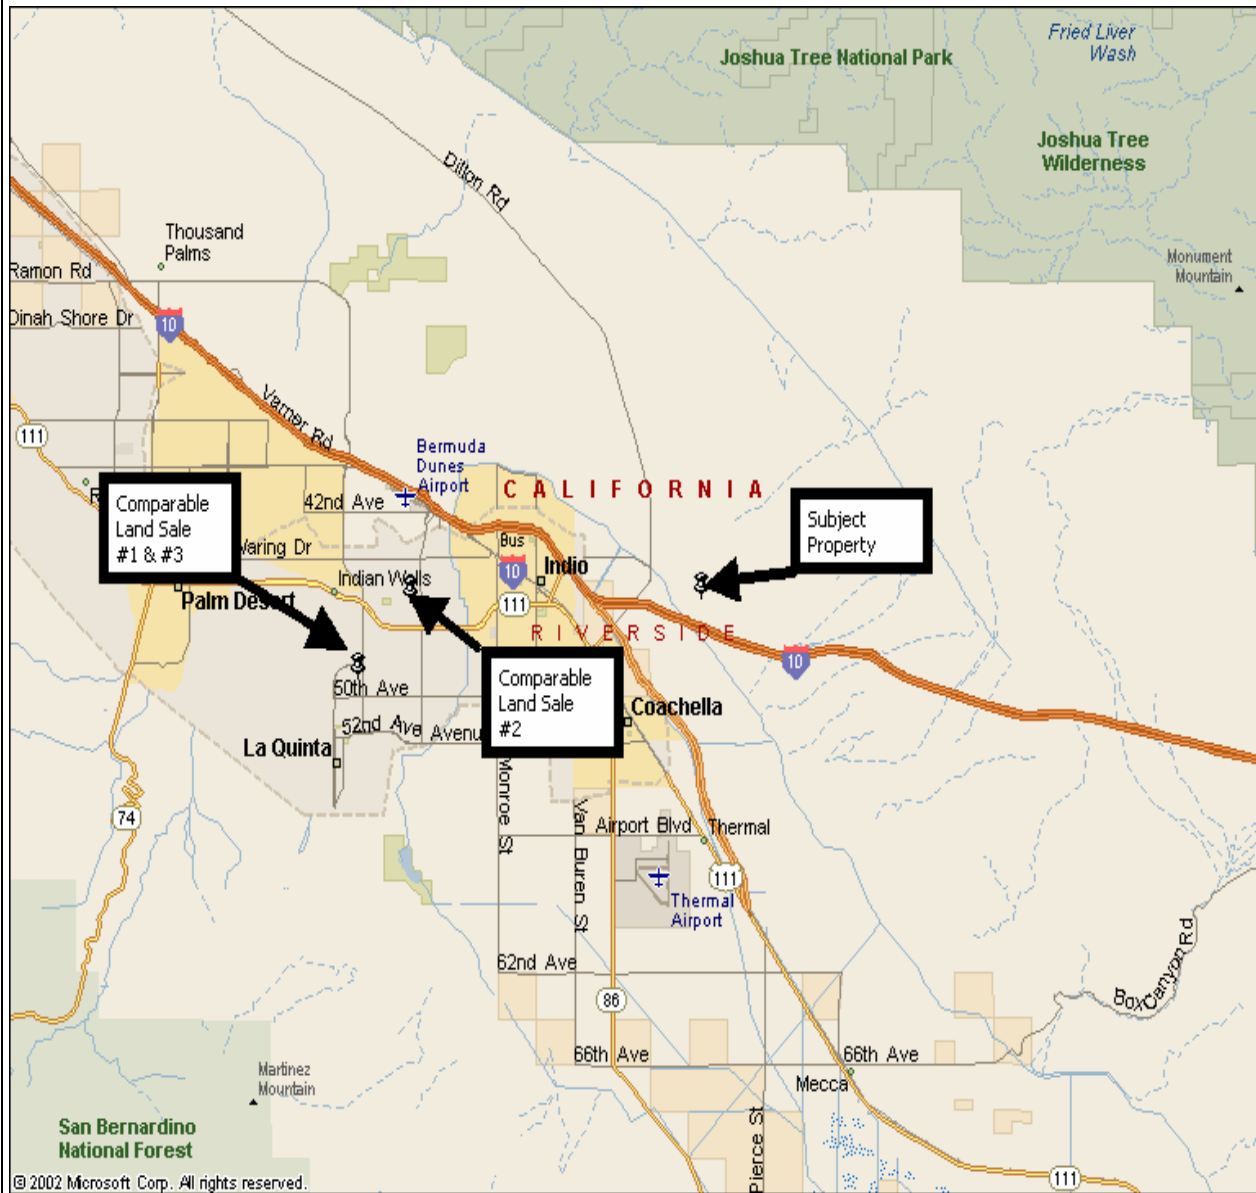 Fried Liver
Wash
Joshua Tree National Park
Joshua Tree
Wilderness
Dillon Rd
Thousand
Palms
Monument
Mountain
Ramon Rd
Dinah Shore Dr
10
Varner Rd
111
Bermuda
Dunes
Airport
CALIFORNIA
Comparable
Land Sale
#1 & #3
R
42nd Ave
Subject
Property
Waring Dr
Bus
10
Indio
Indian Wells
Palm Desert
111
RIVERSIDE
10
Comparable
Land Sale
#2
50th Ave
Coachella
52nd Ave
Avenu
La Quinta
Monroe St
Van Buren St
74
Airport Blvd
Thermal
111
Thermal
Airport
62nd Ave
86
Box Canyon Rd
66th Ave
66th Ave
Mecca
Martinez
Mountain
San Bernardino
National Forest
Pierce St
111
© 2002 Microsoft Corp. All rights reserved.